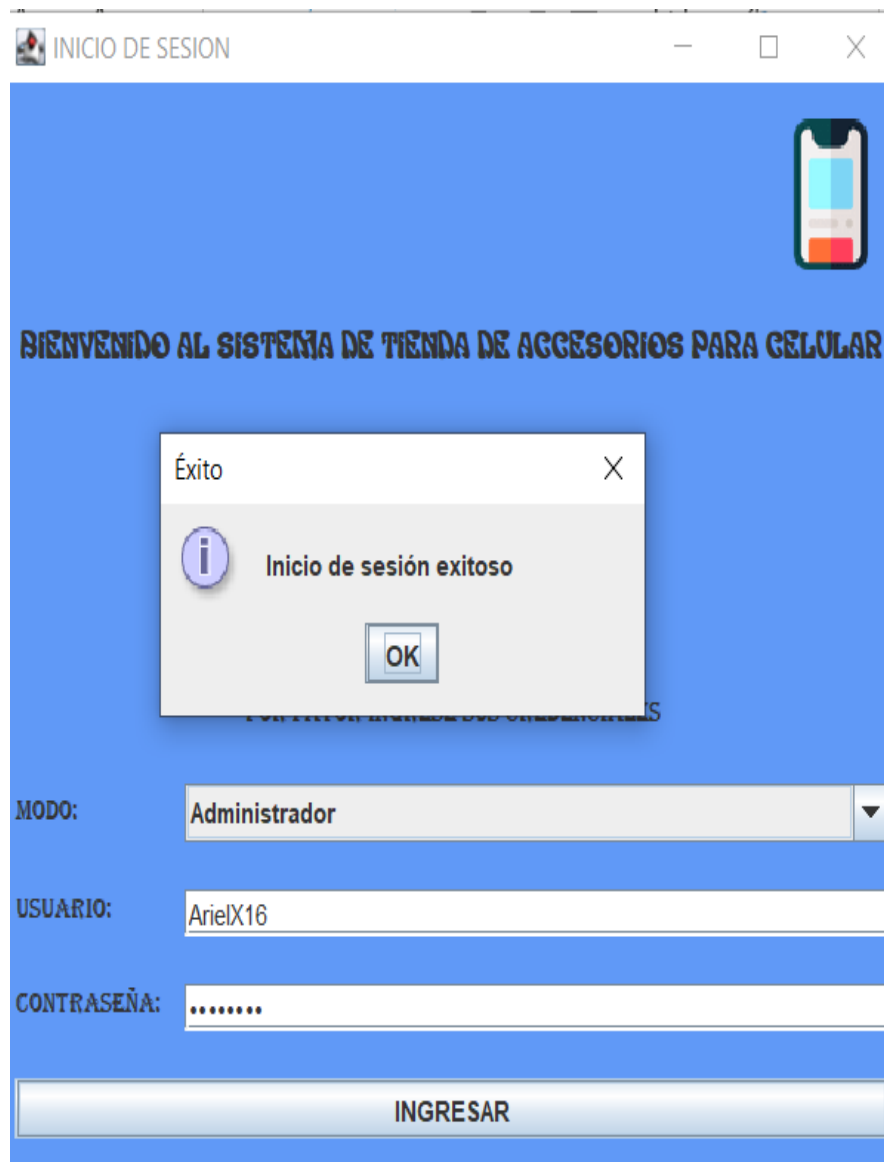 INICIO DE SESION
BIENVENIDO AL SISTEMA DE TIENDA DE ACCESORIOS PARA CELULAR
Éxito
Inicio de sesión exitoso
OK
MODO:
Administrador
USUARIO:
ArielX16
CONTRASEÑA:
••••••••
INGRESAR